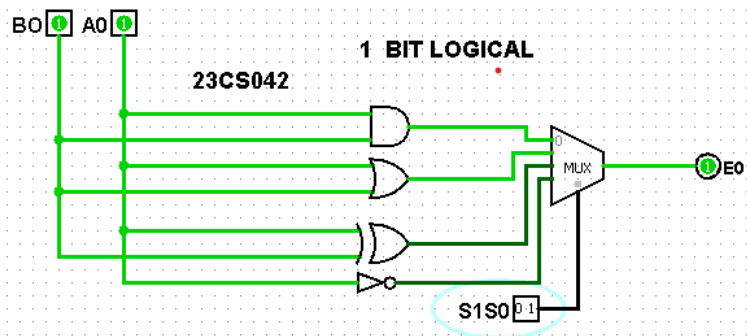 BO 1 A0 1
1 BIT LOGICAL
23CS042
0
MUX
1 E0
S1S0 0 1